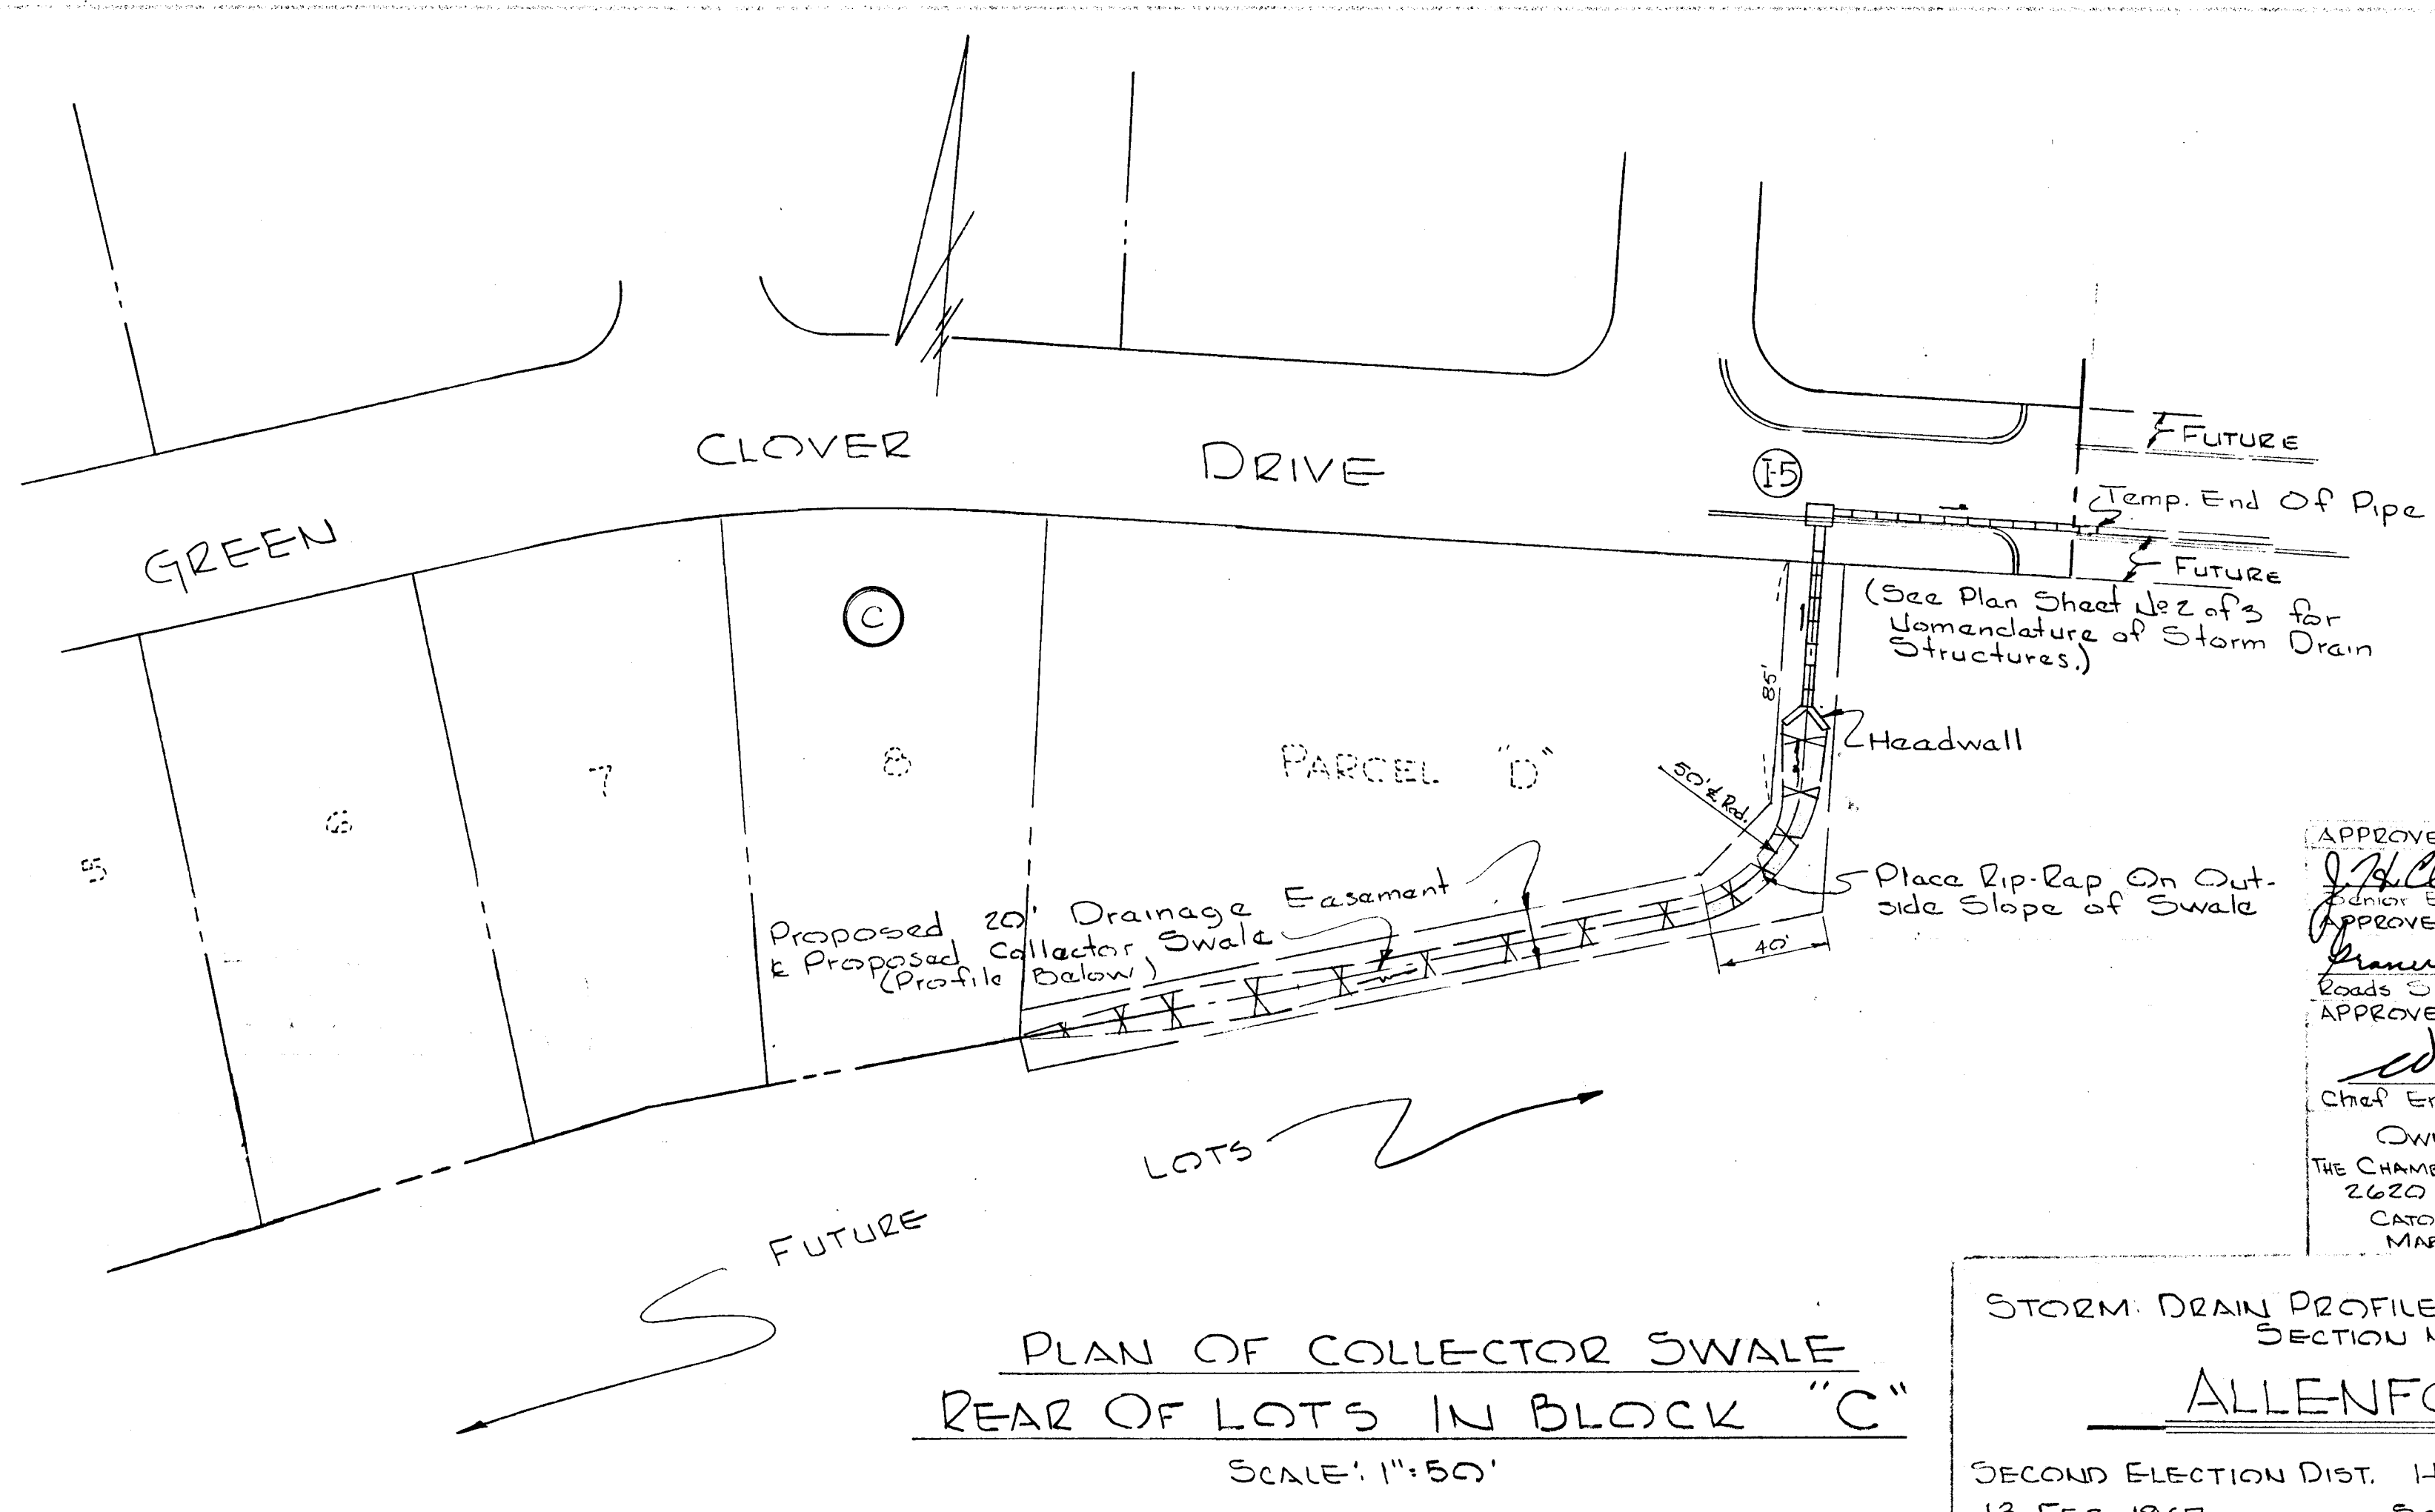 GREEN CLOVER DRIVE
I-5
FUTURE
Temp. End Of Pipe
FUTURE
(See Plan Sheet № 2 of 3 for
Nomenclature of Storm Drain
Structures.)
C
85'
Headwall
5
6
7
8
PARCEL "D"
50' ℄ Rad.
Proposed 20' Drainage Easement
& Proposed Collector Swale
(Profile Below)
Place Rip-Rap On Out-
side Slope of Swale
40'
LOTS
FUTURE
PLAN OF COLLECTOR SWALE
REAR OF LOTS IN BLOCK "C"
SCALE: 1":50'
APPROVE
Senior E
APPROVE
Roads S
APPROVE
Chief En
OW
THE CHAMB
2620
CATO
MAR
STORM DRAIN PROFILE
SECTION N
ALLENFO
SECOND ELECTION DIST. H
13 FEB. 1967